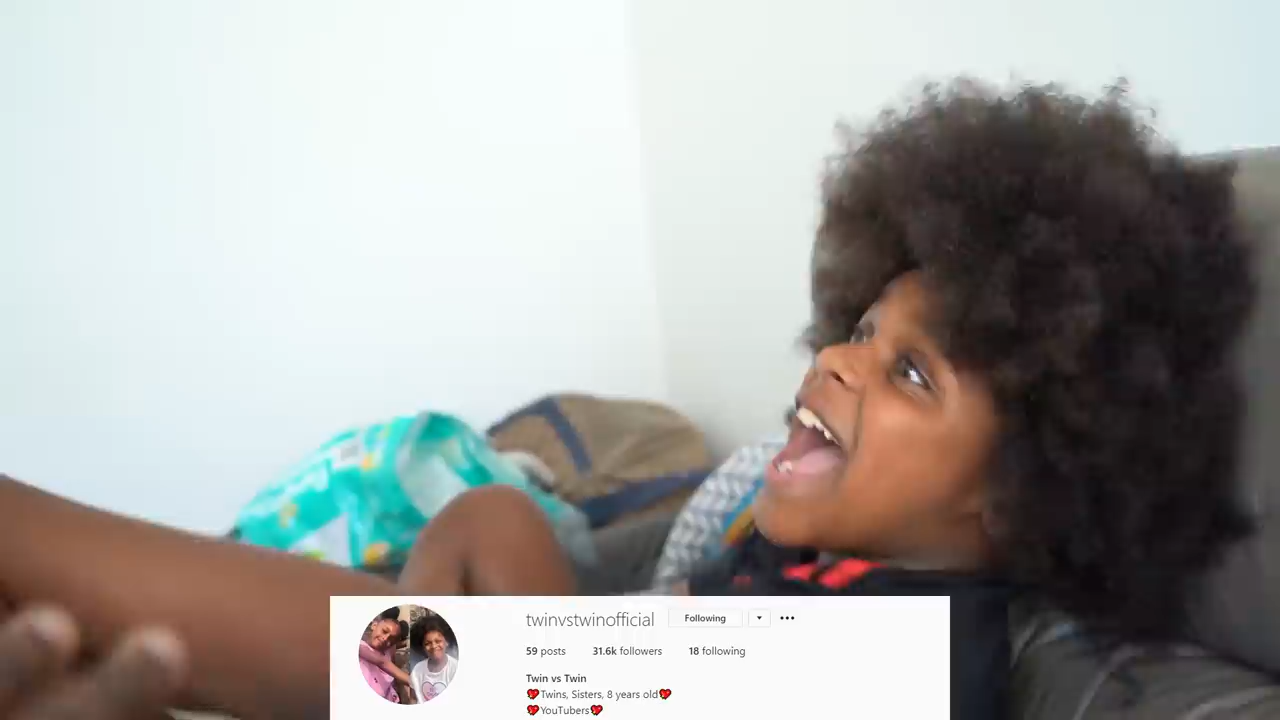 twinvstwinofficial Following
59 posts 31.6k followers 18 following
Twin vs Twin
Twins, Sisters, 8 years old
YouTubers